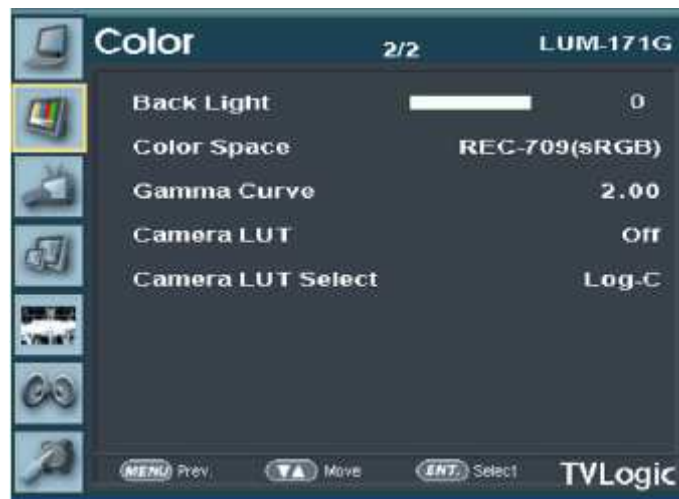 Color 2/2 LUM-171G
Back Light 0
Color Space REC-709(sRGB)
Gamma Curve 2.00
Camera LUT Off
Camera LUT Select Log-C
MENU Prev. ▼▲ Move ENT. Select TVLogic